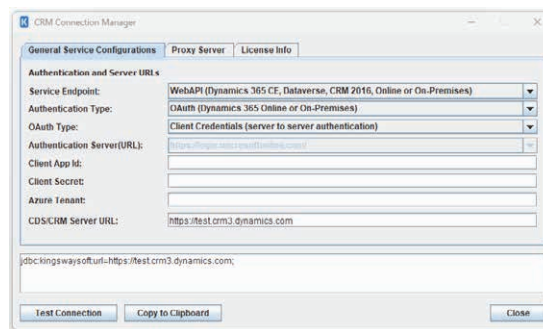 CRM Connection Manager
General Service Configurations Proxy Server License Info
Authentication and Server URLs
Service Endpoint: WebAPI (Dynamics 365 CE, Dataverse, CRM 2016, Online or On-Premises)
Authentication Type: OAuth (Dynamics 365 Online or On-Premises)
OAuth Type: Client Credentials (server to server authentication)
Authentication Server(URL): https://login.microsoftonline.com/
Client App Id:
Client Secret:
Azure Tenant:
CDS/CRM Server URL: https://test.crm3.dynamics.com
jdbc:kingswaysoft:url=https://test.crm3.dynamics.com;
Test Connection Copy to Clipboard Close